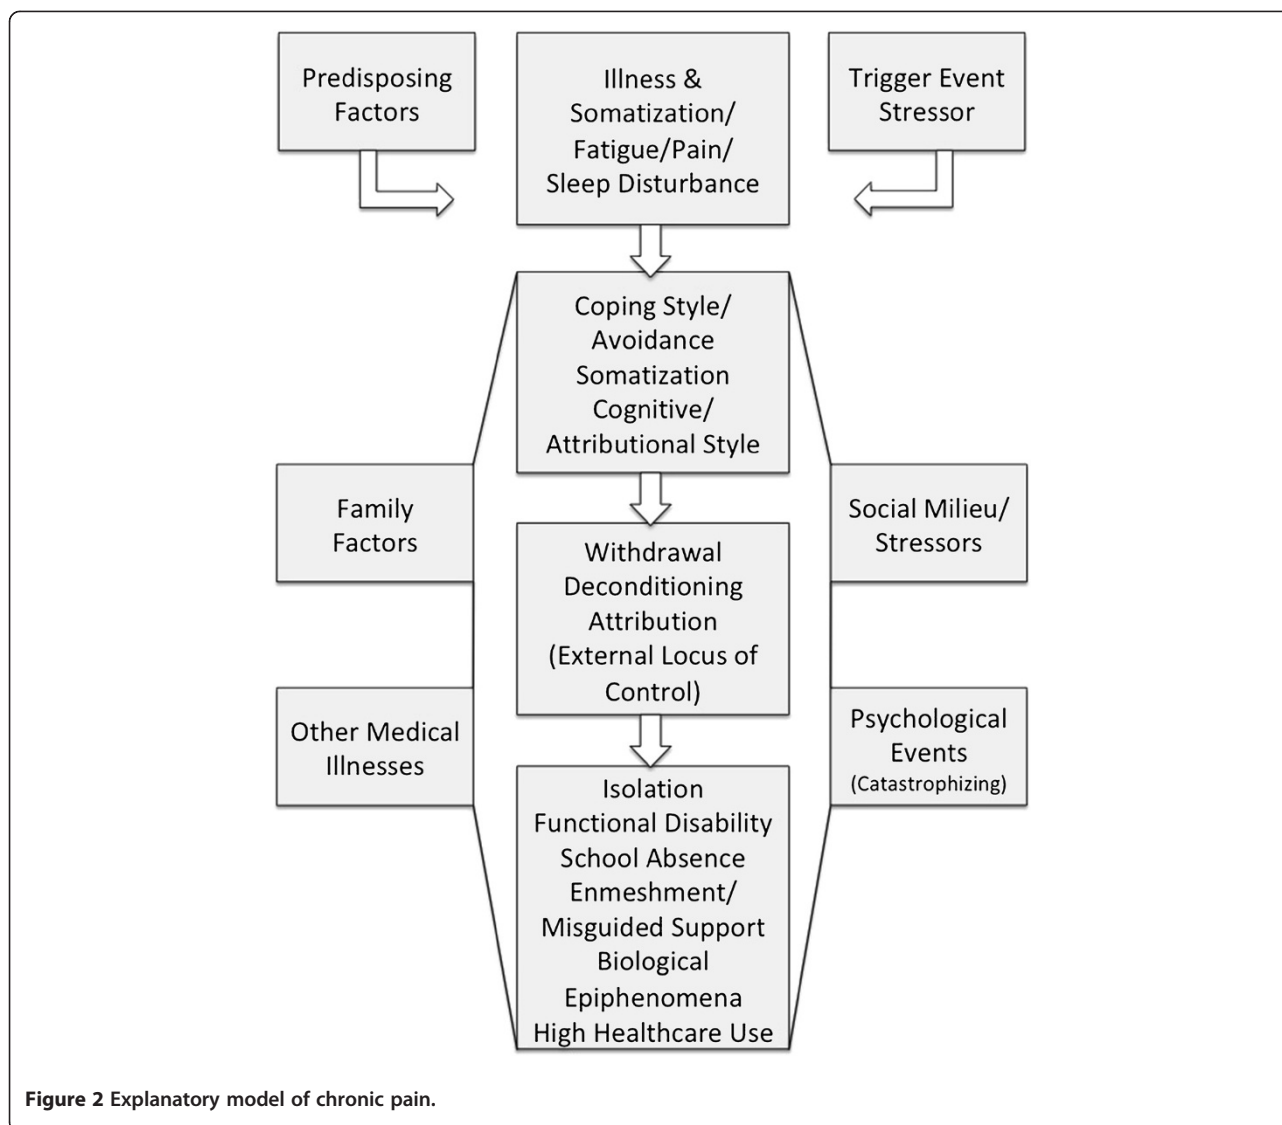 Predisposing
Factors
Illness &
Somatization/
Fatigue/Pain/
Sleep Disturbance
Trigger Event
Stressor
Coping Style/
Avoidance
Somatization
Cognitive/
Attributional Style
Family
Factors
Social Milieu/
Stressors
Withdrawal
Deconditioning
Attribution
(External Locus of
Control)
Other Medical
Illnesses
Psychological
Events
(Catastrophizing)
Isolation
Functional Disability
School Absence
Enmeshment/
Misguided Support
Biological
Epiphenomena
High Healthcare Use
Figure 2 Explanatory model of chronic pain.